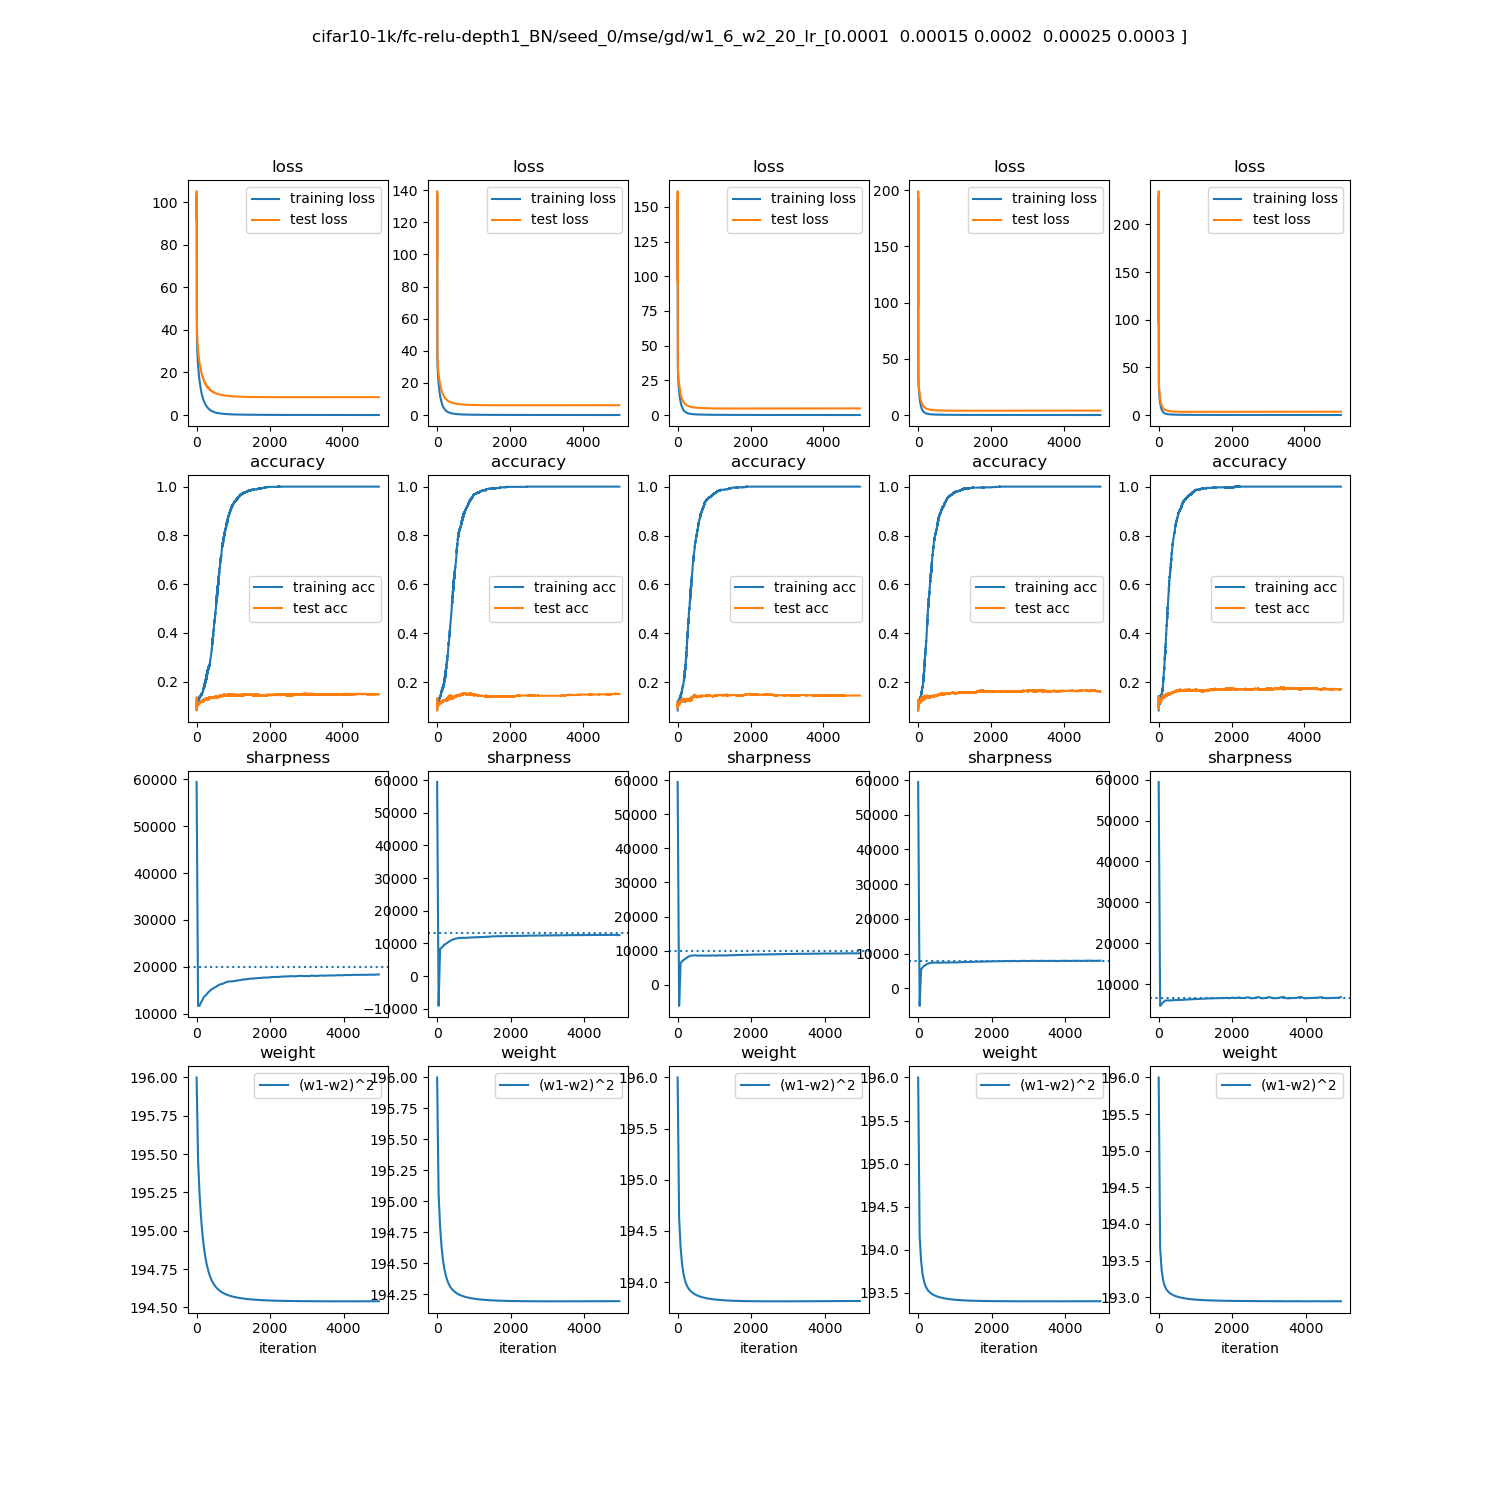 cifar10-1k/fc-relu-depth1_BN/seed_0/mse/gd/w1_6_w2_20_lr_[0.0001  0.00015 0.0002  0.00025 0.0003 ]
loss loss loss loss loss
training loss training loss training loss training loss training loss
test loss test loss test loss test loss test loss
100 80 60 40 20 0
140 120 100 80 60 40 20 0
150 125 100 75 50 25 0
200 150 100 50 0
200 150 100 50 0
0 2000 4000 0 2000 4000 0 2000 4000 0 2000 4000 0 2000 4000
accuracy accuracy accuracy accuracy accuracy
1.0 0.8 0.6 0.4 0.2
1.0 0.8 0.6 0.4 0.2
1.0 0.8 0.6 0.4 0.2
1.0 0.8 0.6 0.4 0.2
1.0 0.8 0.6 0.4 0.2
training acc training acc training acc training acc training acc
test acc test acc test acc test acc test acc
0 2000 4000 0 2000 4000 0 2000 4000 0 2000 4000 0 2000 4000
sharpness sharpness sharpness sharpness sharpness
60000 50000 40000 30000 20000 10000
60000 50000 40000 30000 20000 10000 0 −10000
60000 50000 40000 30000 20000 10000 0
60000 50000 40000 30000 20000 10000 0
60000 50000 40000 30000 20000 10000
0 2000 4000 0 2000 4000 0 2000 4000 0 2000 4000 0 2000 4000
weight weight weight weight weight
(w1-w2)^2 (w1-w2)^2 (w1-w2)^2 (w1-w2)^2 (w1-w2)^2
196.00 195.75 195.50 195.25 195.00 194.75 194.50
196.00 195.75 195.50 195.25 195.00 194.75 194.50 194.25
196.0 195.5 195.0 194.5 194.0
196.0 195.5 195.0 194.5 194.0 193.5
196.0 195.5 195.0 194.5 194.0 193.5 193.0
0 2000 4000 0 2000 4000 0 2000 4000 0 2000 4000 0 2000 4000
iteration iteration iteration iteration iteration